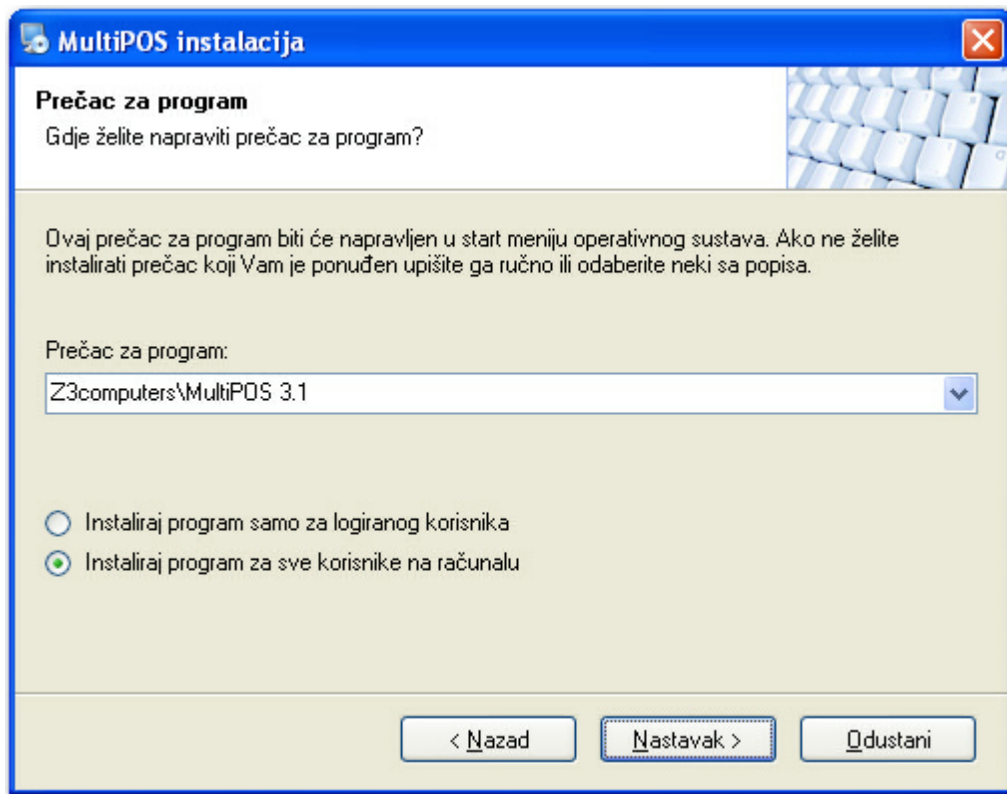 MultiPOS instalacija
Prečac za program
Gdje želite napraviti prečac za program?
Ovaj prečac za program biti će napravljen u start meniju operativnog sustava. Ako ne želite
instalirati prečac koji Vam je ponuđen upišite ga ručno ili odaberite neki sa popisa.
Prečac za program:
Z3computers\MultiPOS 3.1
Instaliraj program samo za logiranog korisnika
Instaliraj program za sve korisnike na računalu
< Nazad
Nastavak >
Odustani